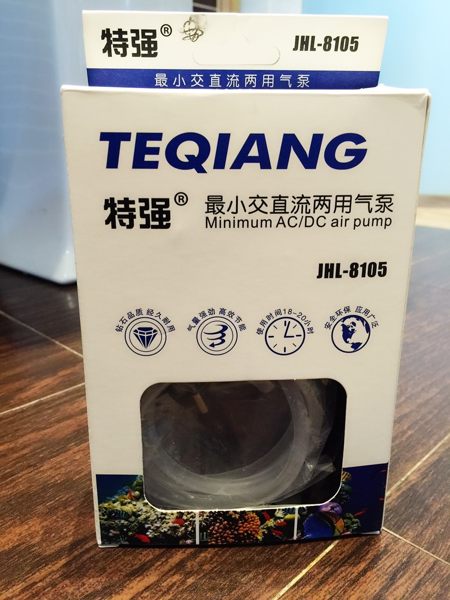 特强® JHL-8105
最小交直流两用气泵
TEQIANG
特强® 最小交直流两用气泵
Minimum AC/DC air pump
JHL-8105
钻石品质 经久耐用
气量强劲 高效节能
使用时间18-20小时
安全环保 应用广泛